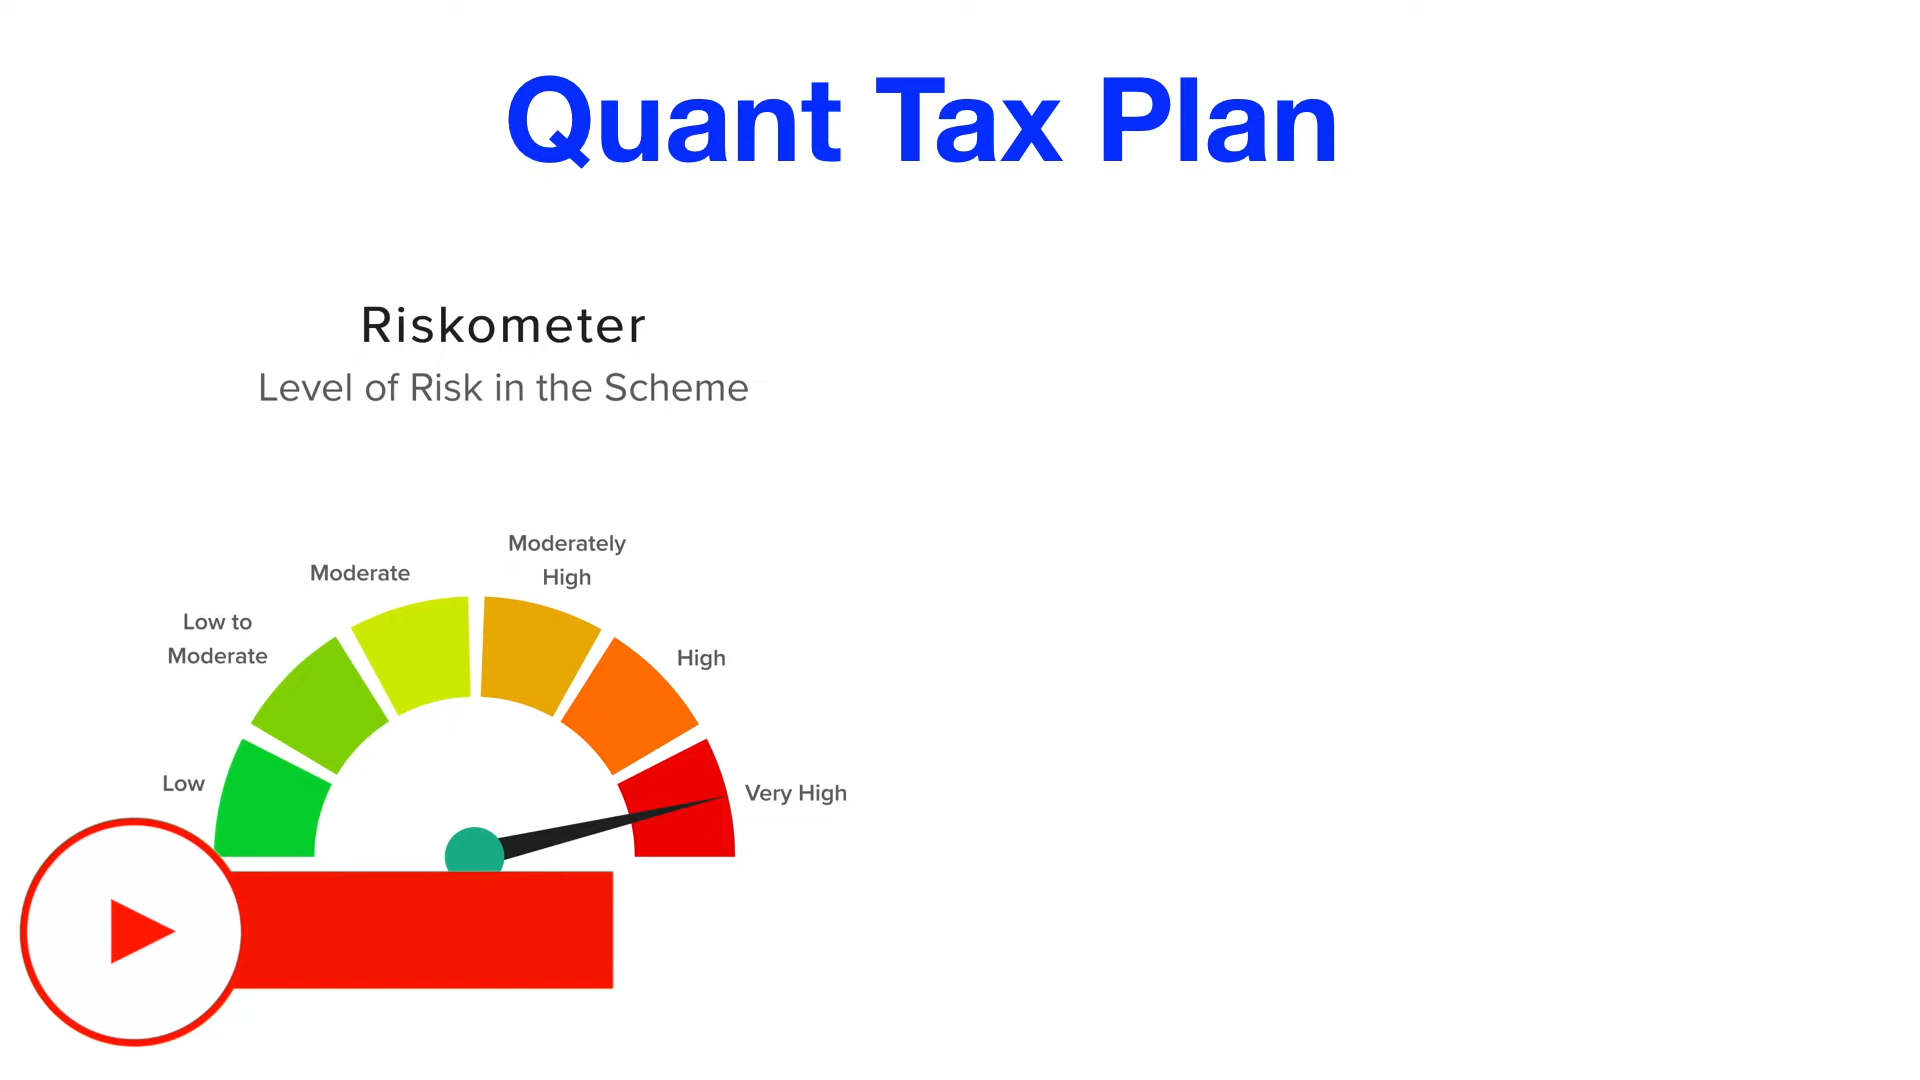 Quant Tax Plan
Riskometer
Level of Risk in the Scheme
Moderately
High
Moderate
Low to
Moderate
High
Low
Very High